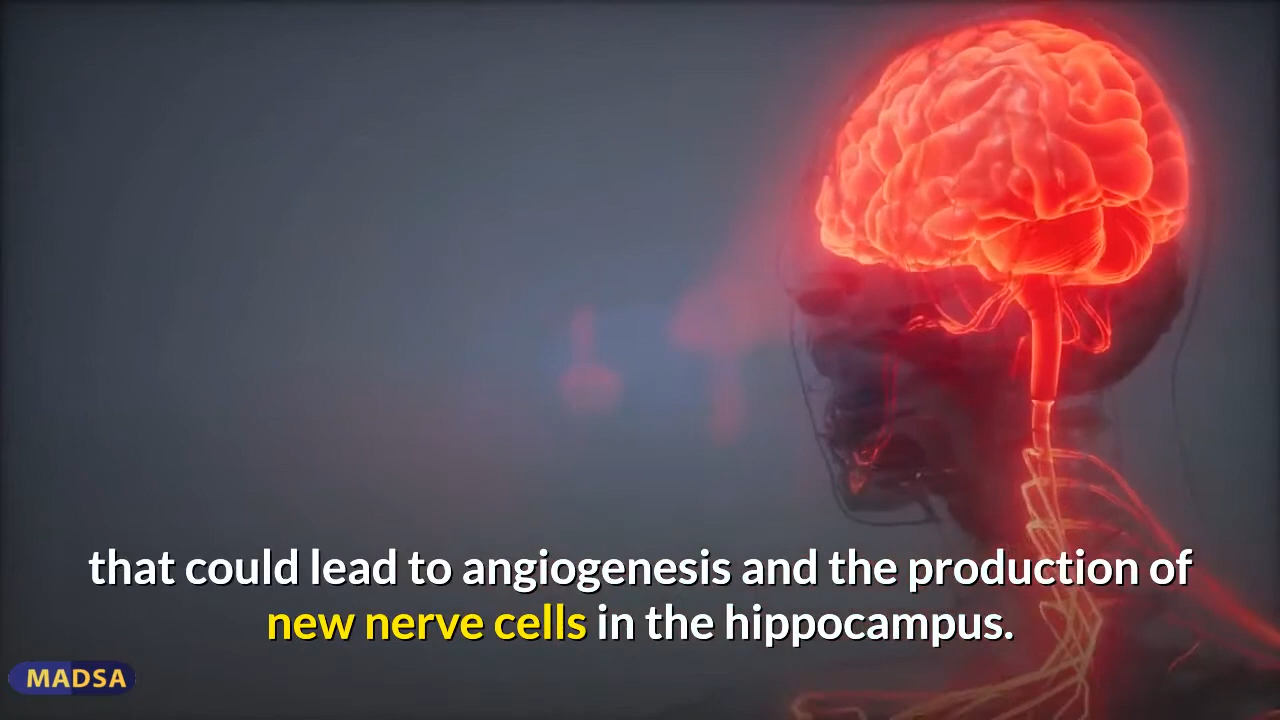 that could lead to angiogenesis and the production of
new nerve cells in the hippocampus.
MADSA